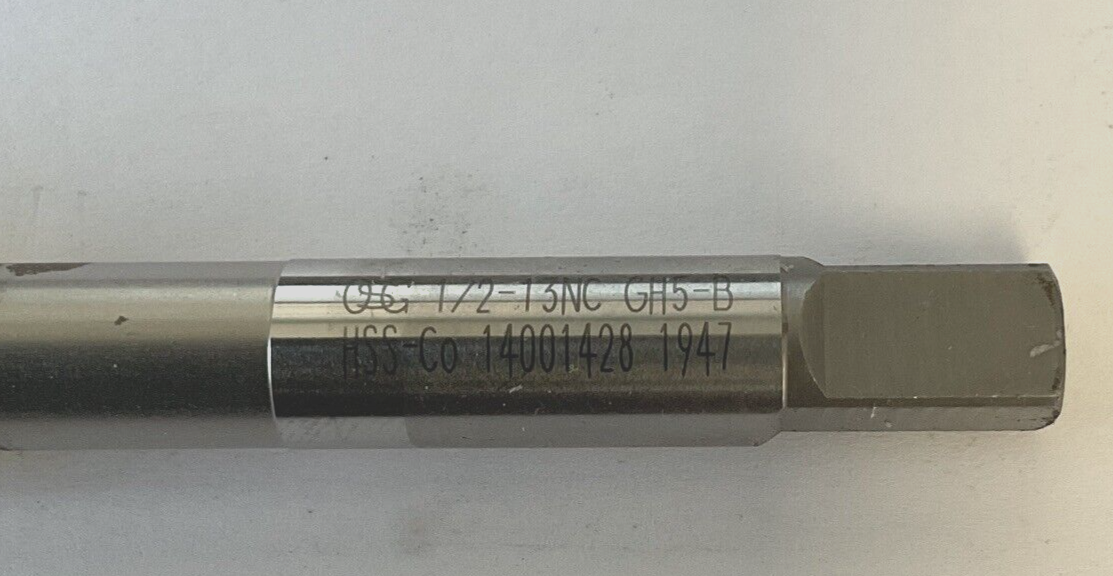 OSG 1/2-13NC GH5-B
HSS-Co 14001428 1947